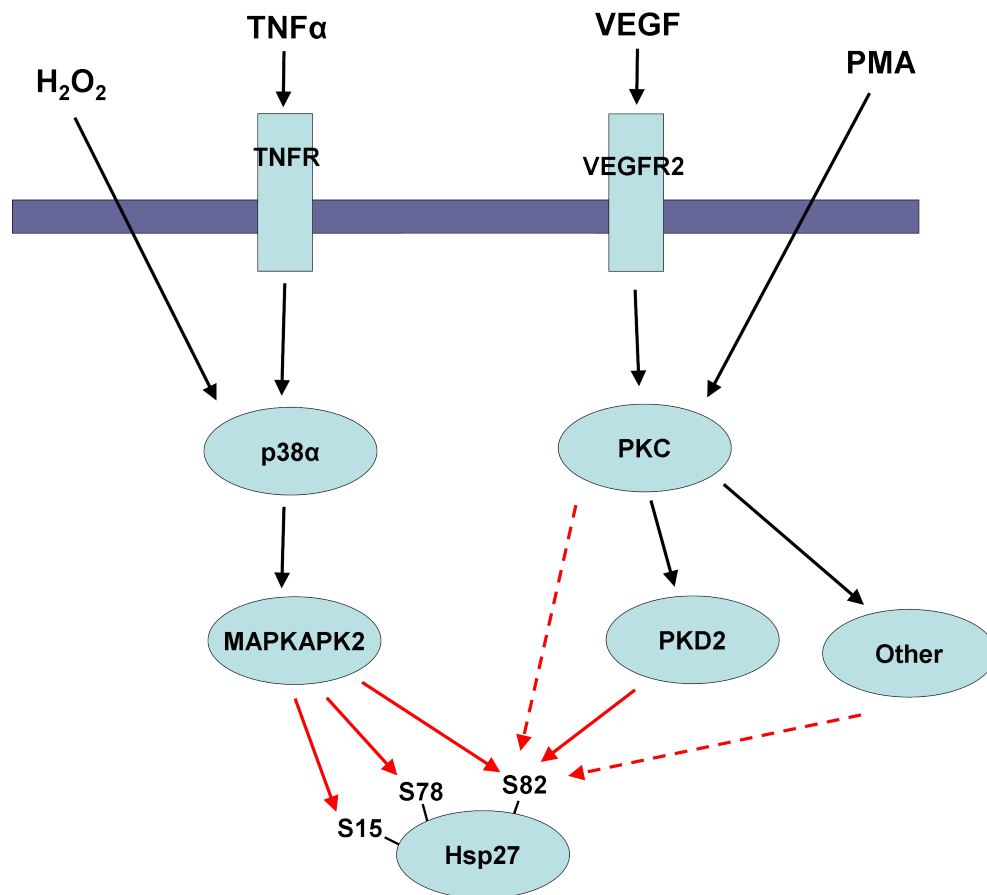 TNFα
VEGF
PMA
H₂O₂
TNFR
VEGFR2
p38α
PKC
MAPKAPK2
PKD2
Other
S82
S78
S15
Hsp27